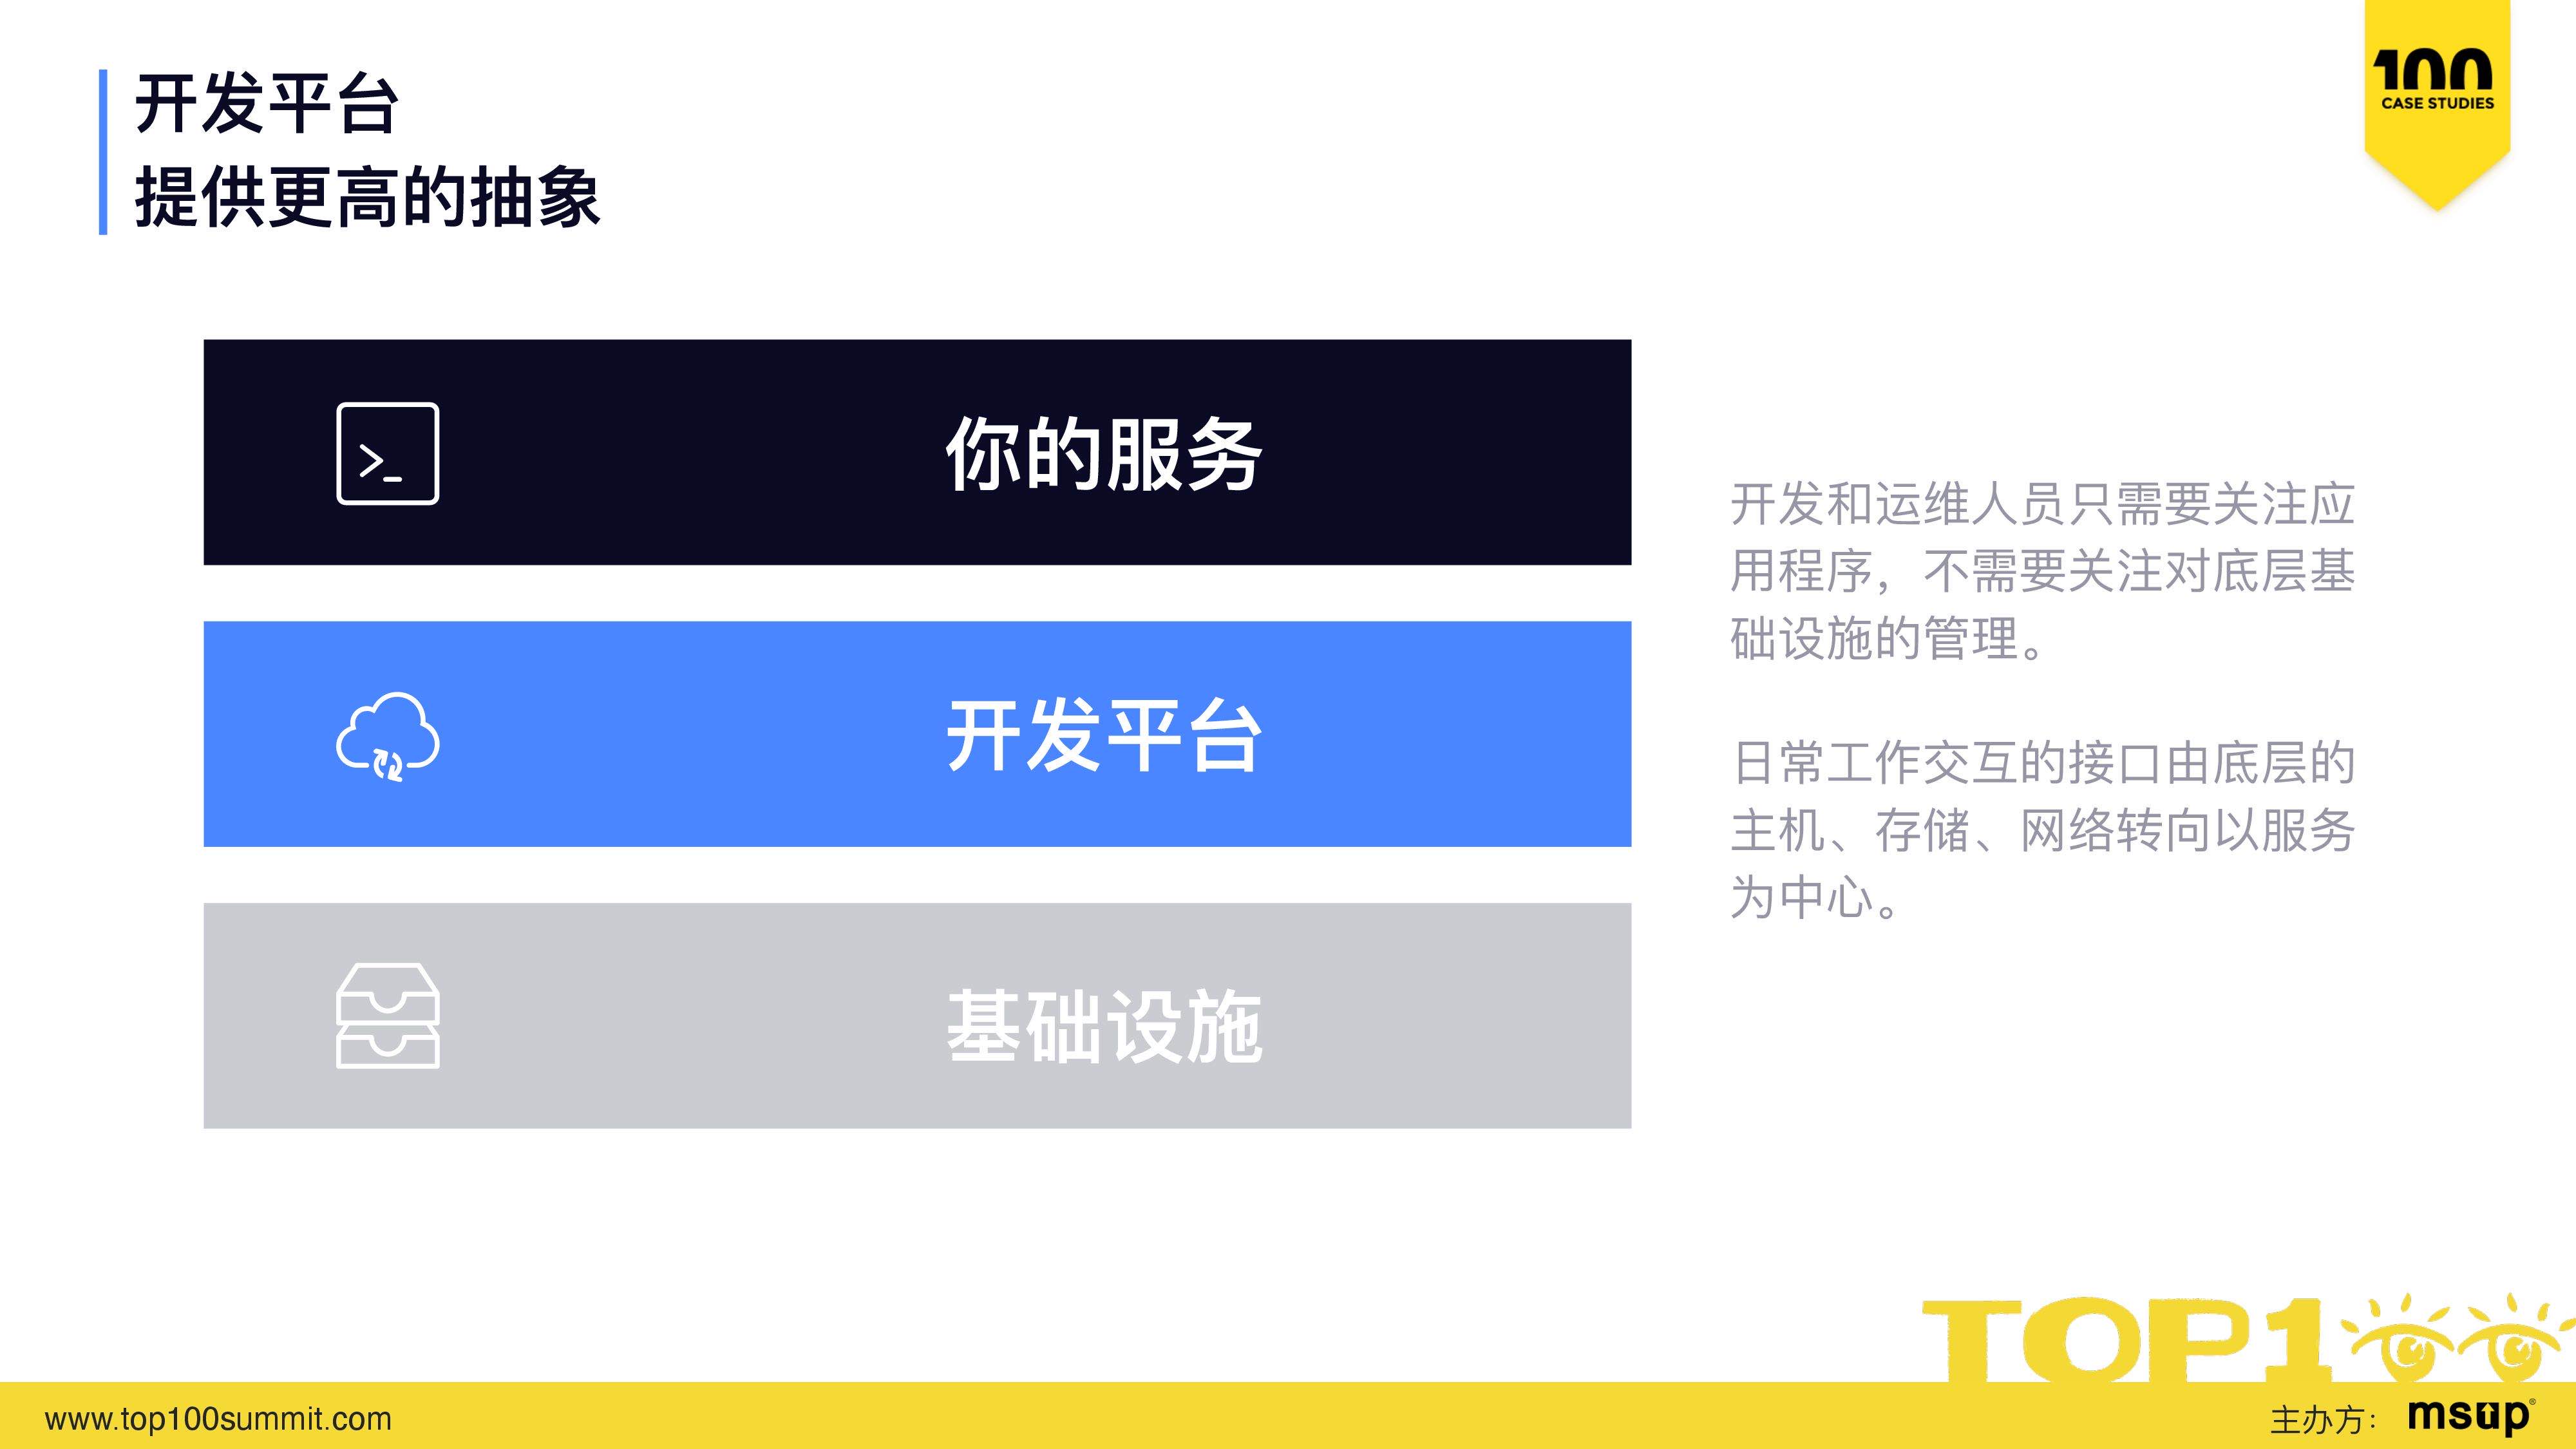 开发平台
提供更高的抽象
100
CASE STUDIES
>_
你的服务
开发平台
基础设施
开发和运维人员只需要关注应
用程序，不需要关注对底层基
础设施的管理。
日常工作交互的接口由底层的
主机、存储、网络转向以服务
为中心。
TOP100
www.top100summit.com
主办方：
msup®